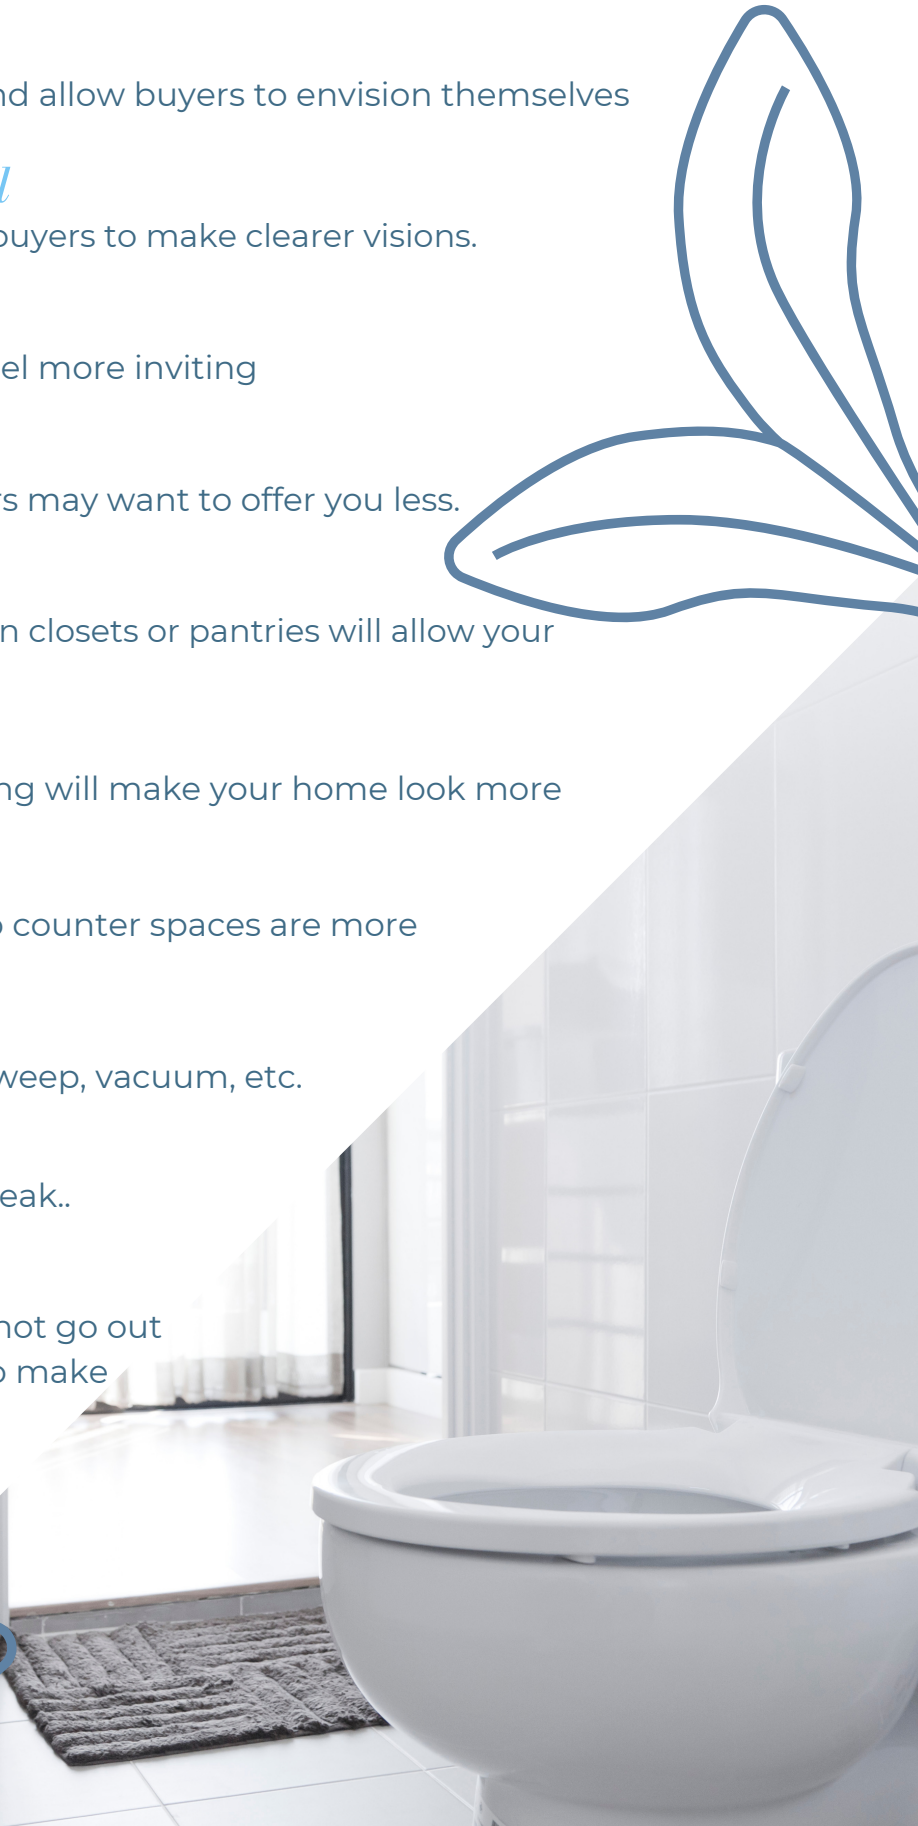 nd allow buyers to envision themselves
l
buyers to make clearer visions.
el more inviting
rs may want to offer you less.
n closets or pantries will allow your
ng will make your home look more
o counter spaces are more
weep, vacuum, etc.
eak..
not go out
o make